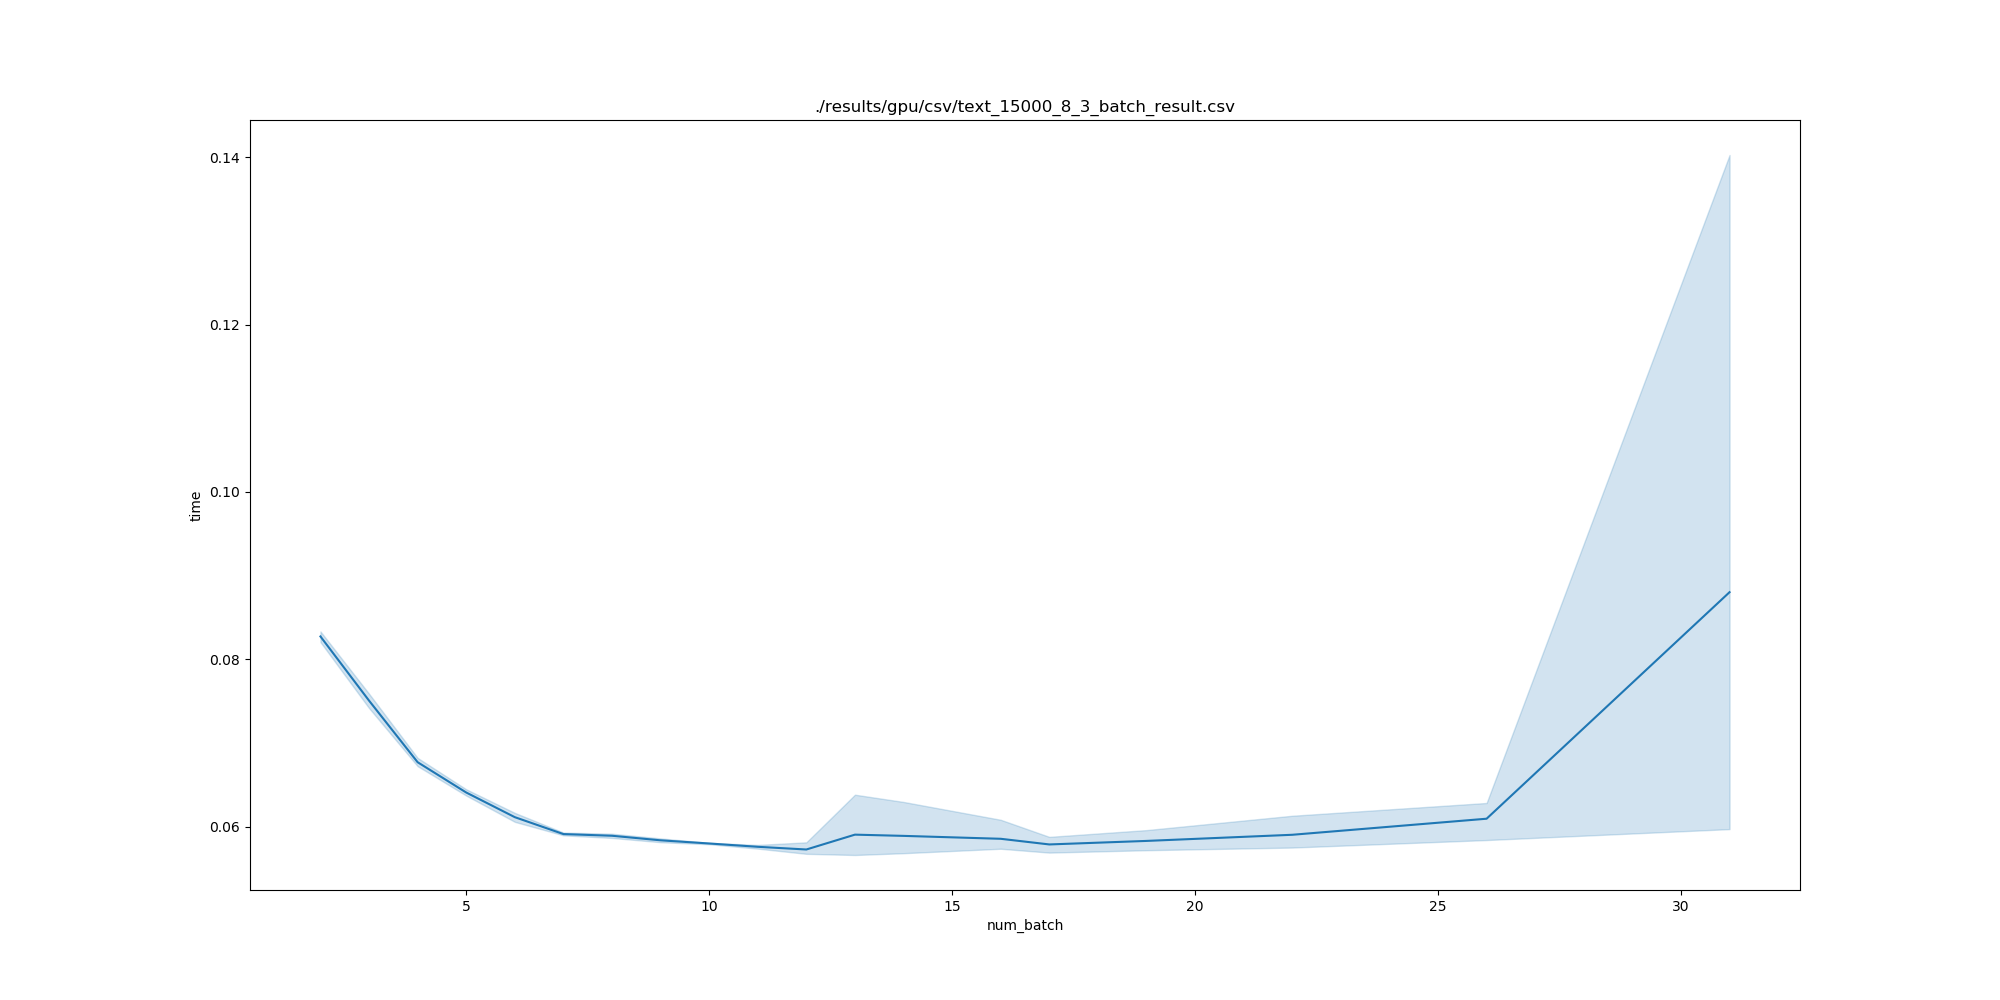 ./results/gpu/csv/text_15000_8_3_batch_result.csv
0.14
0.12
0.10
0.08
0.06
time
5 10 15 20 25 30
num_batch